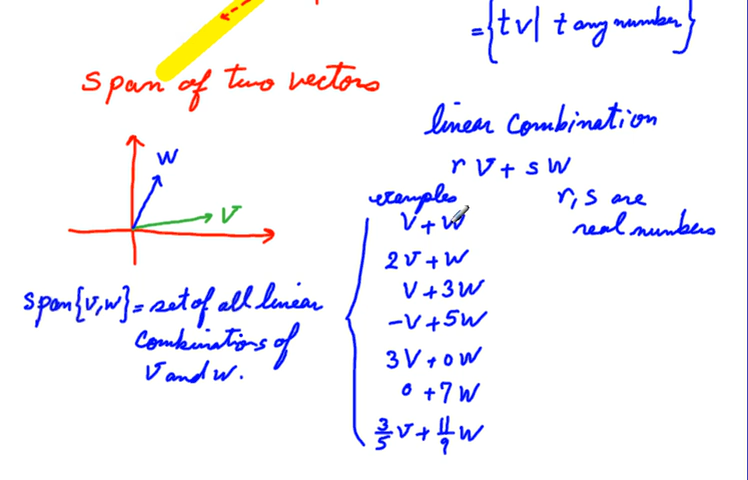 ={tv| t any number}
Span of two vectors
linear combination
rv + sw
r, s are
real numbers
w
v
examples
v+w
2v+w
v+3w
-v+5w
3v+0w
0+7w
3/5 v + 11/9 w
span{v,w} = set of all linear
combinations of
v and w.